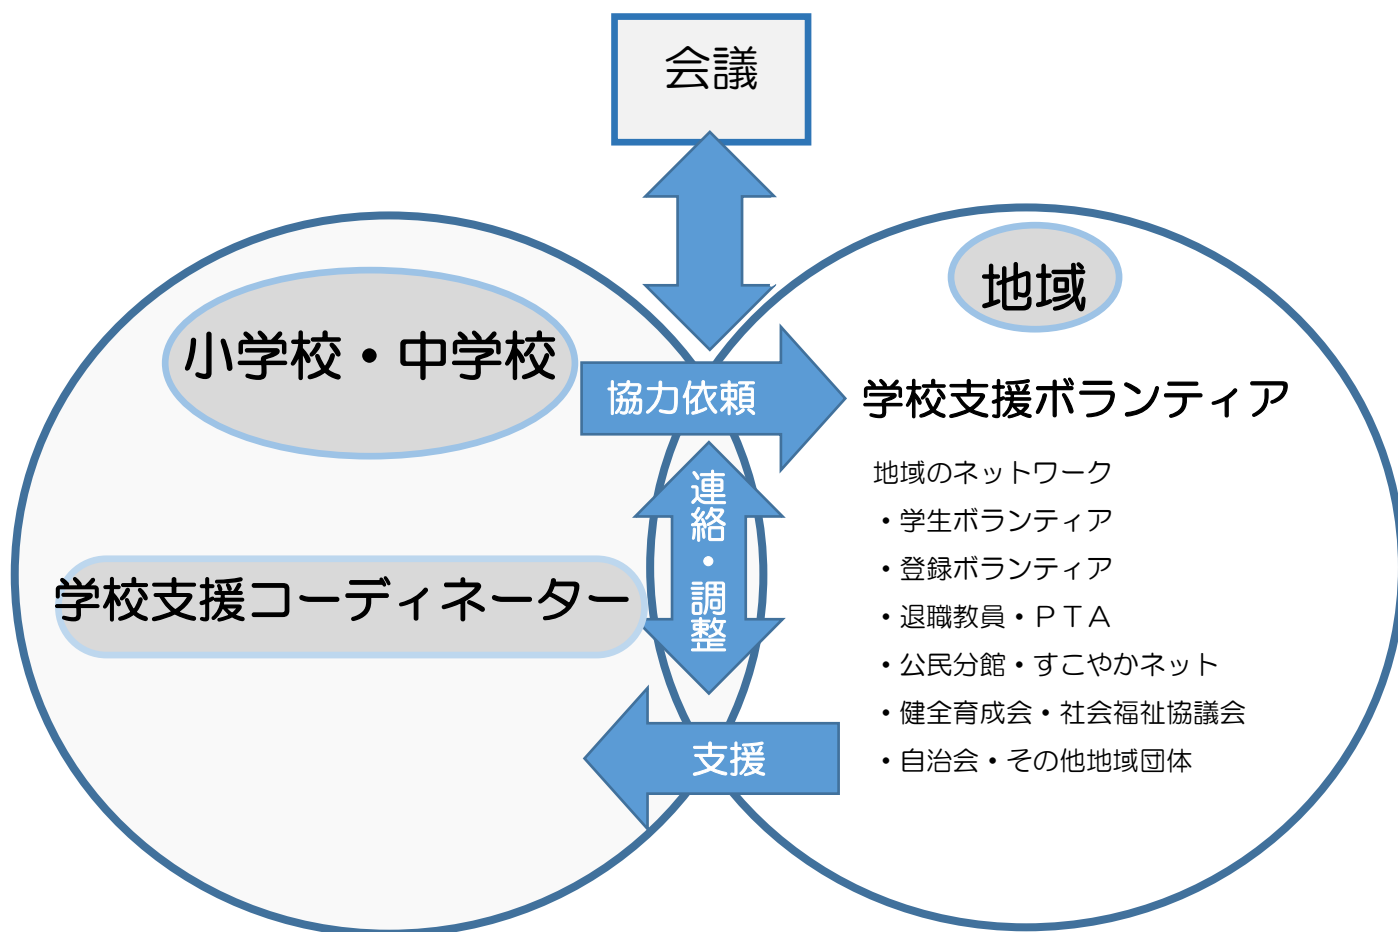 会議
地域
小学校・中学校
協力依頼
学校支援ボランティア
地域のネットワーク
・学生ボランティア
・登録ボランティア
・退職教員・ＰＴＡ
・公民分館・すこやかネット
・健全育成会・社会福祉協議会
・自治会・その他地域団体
連絡・調整
学校支援コーディネーター
支援